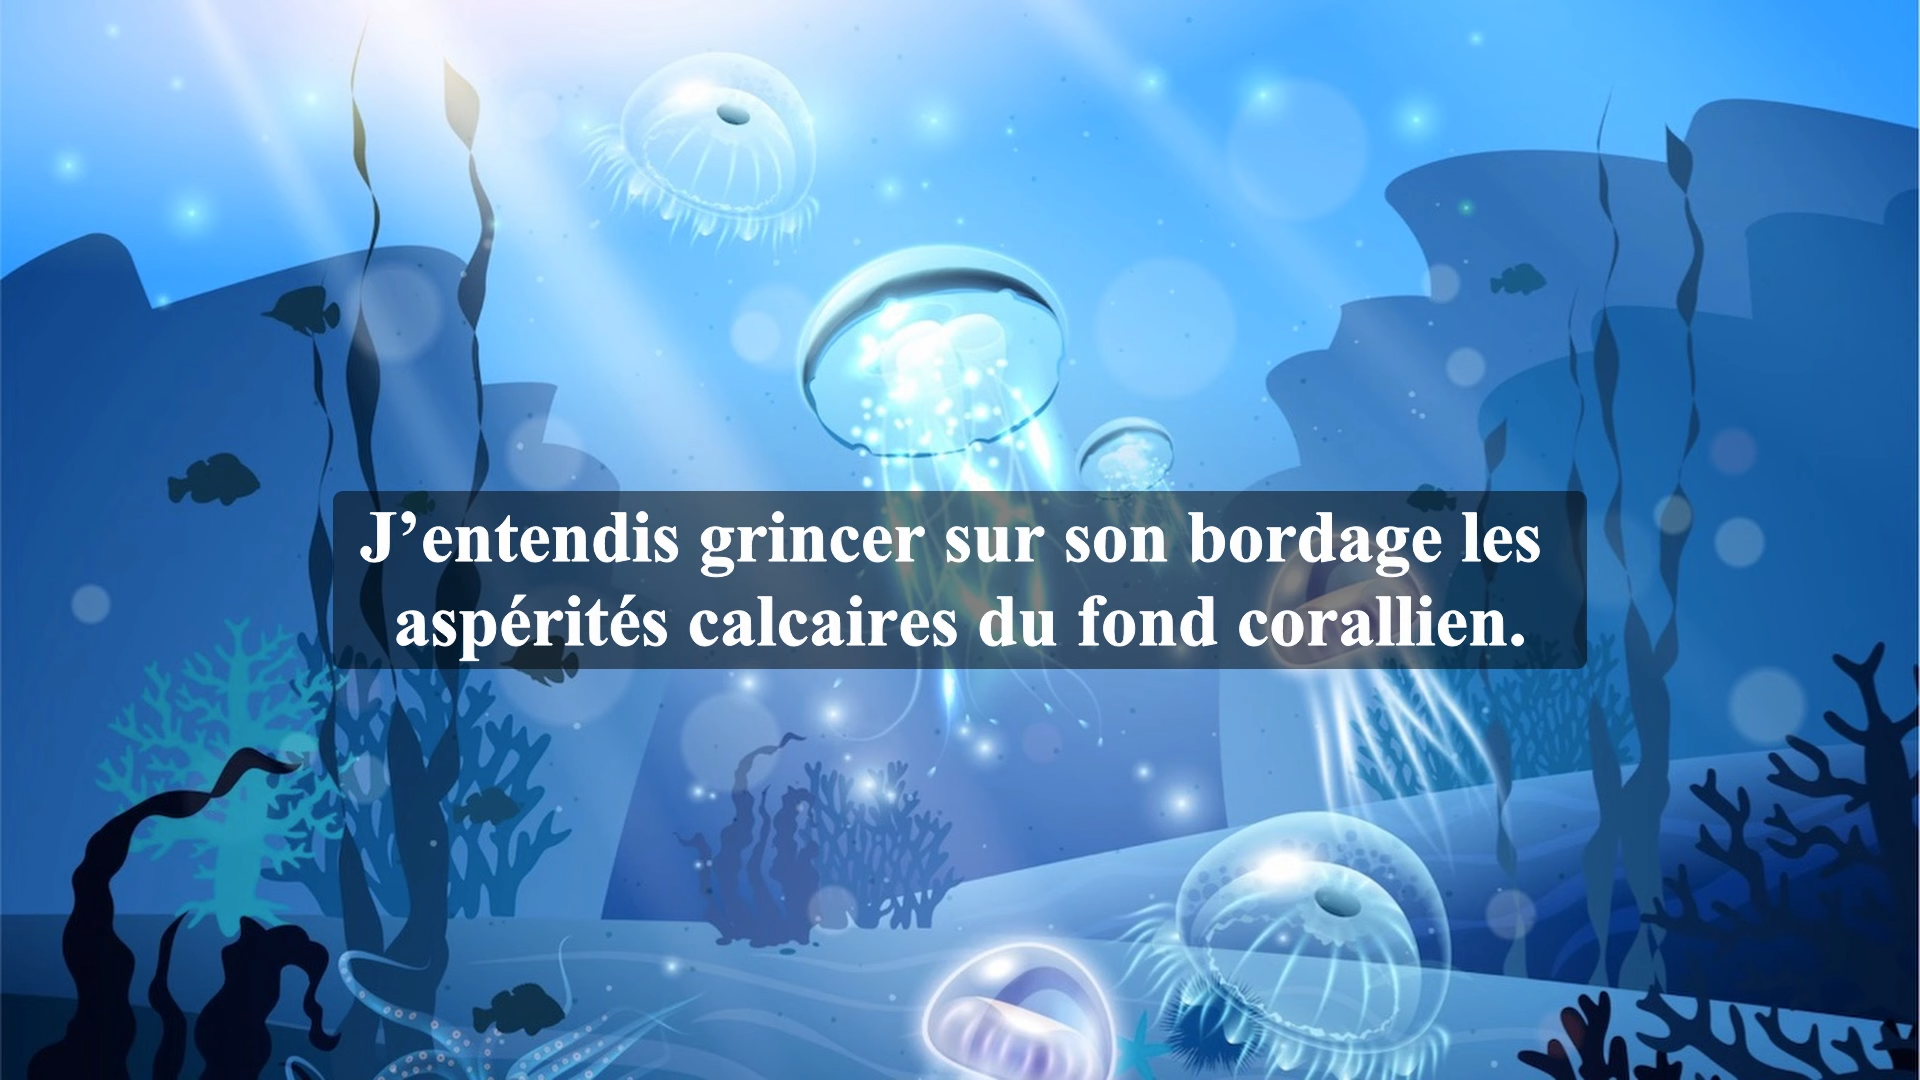 J’entendis grincer sur son bordage les
aspérités calcaires du fond corallien.